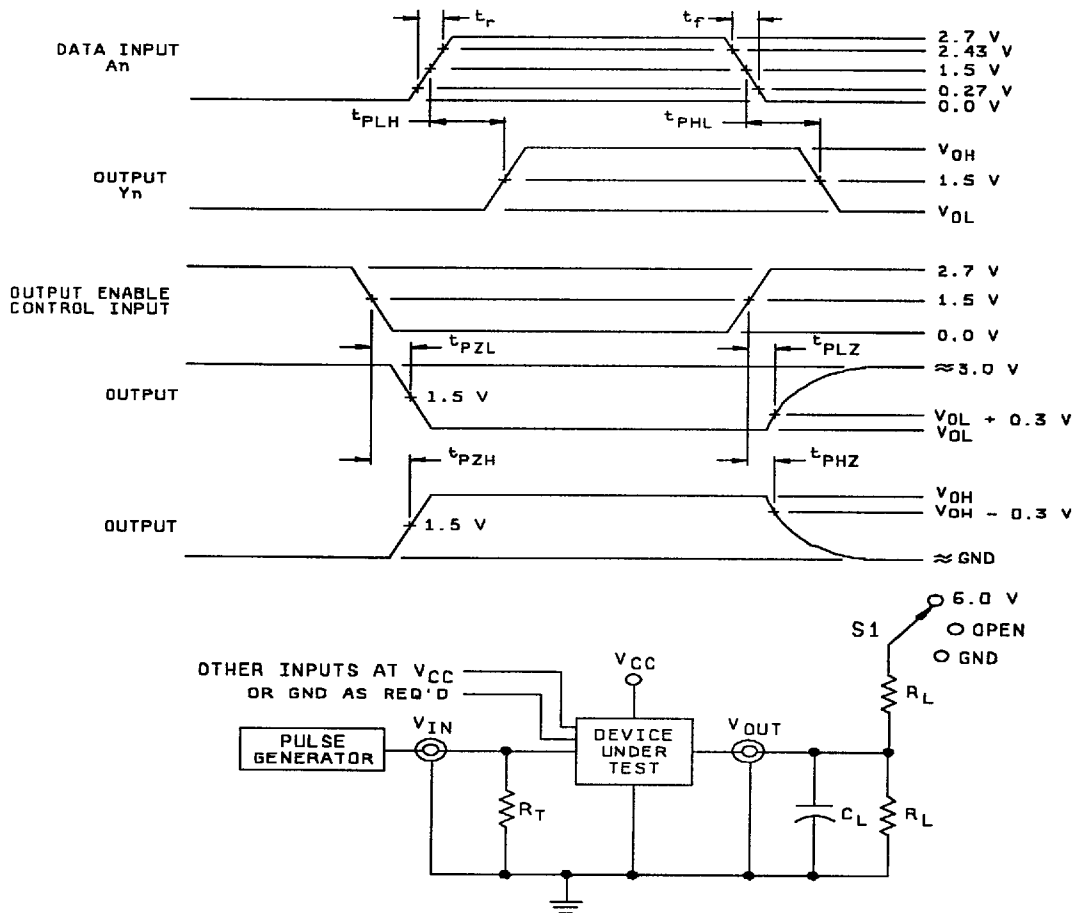 tr
tf
DATA INPUT
An
2.7 V
2.43 V
1.5 V
0.27 V
0.0 V
tPLH
tPHL
OUTPUT
Yn
VOH
1.5 V
VOL
OUTPUT ENABLE
CONTROL INPUT
2.7 V
1.5 V
0.0 V
tPZL
tPLZ
OUTPUT
1.5 V
≈3.0 V
VOL + 0.3 V
VOL
tPZH
tPHZ
OUTPUT
1.5 V
VOH
VOH - 0.3 V
≈ GND
6.0 V
S1
OPEN
GND
OTHER INPUTS AT VCC
OR GND AS REQ'D
VCC
RL
VIN
VOUT
PULSE
GENERATOR
DEVICE
UNDER
TEST
RT
CL
RL